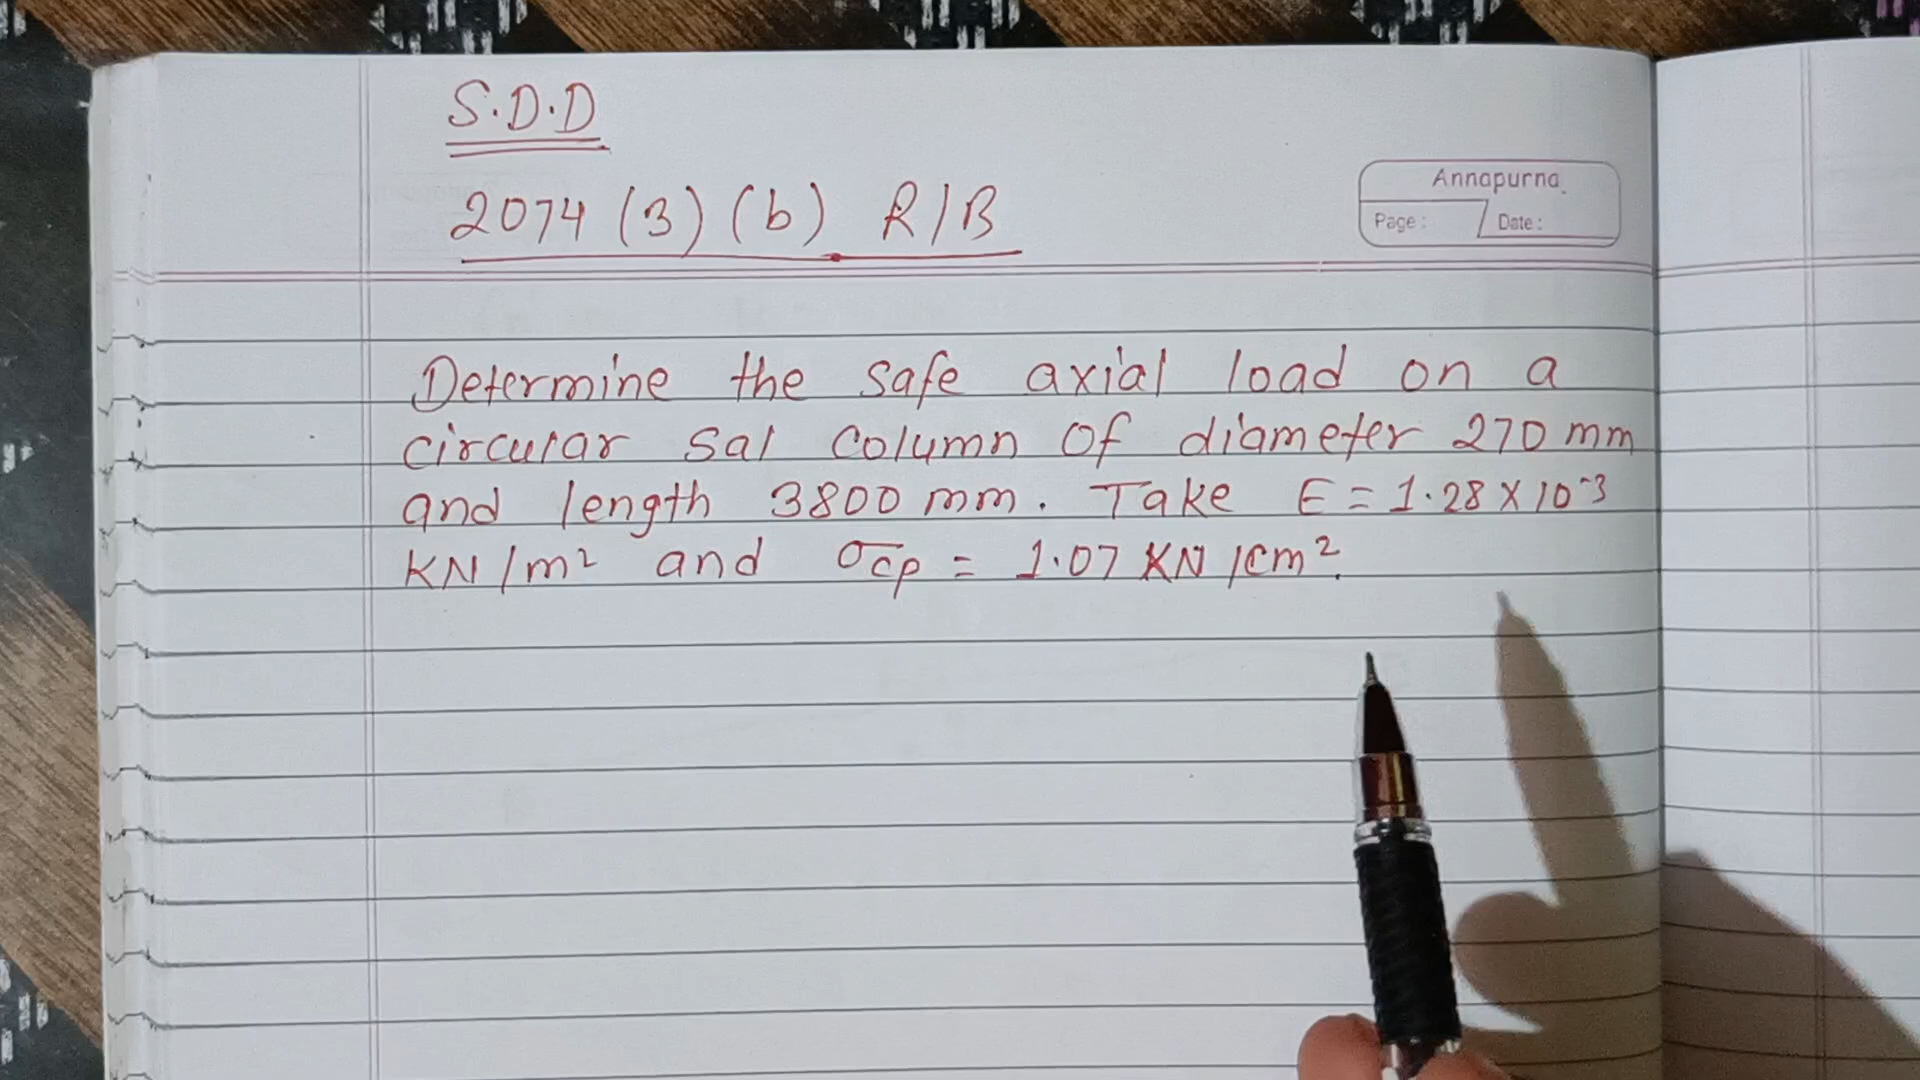 S.D.D
2074 (3) (b) R/B
Annapurna
Page : Date :
Determine the safe axial load on a
circular sal column of diameter 270 mm
and length 3800 mm. Take E = 1.28 X 10⁻³
KN/m² and σcp = 1.07 KN/cm².